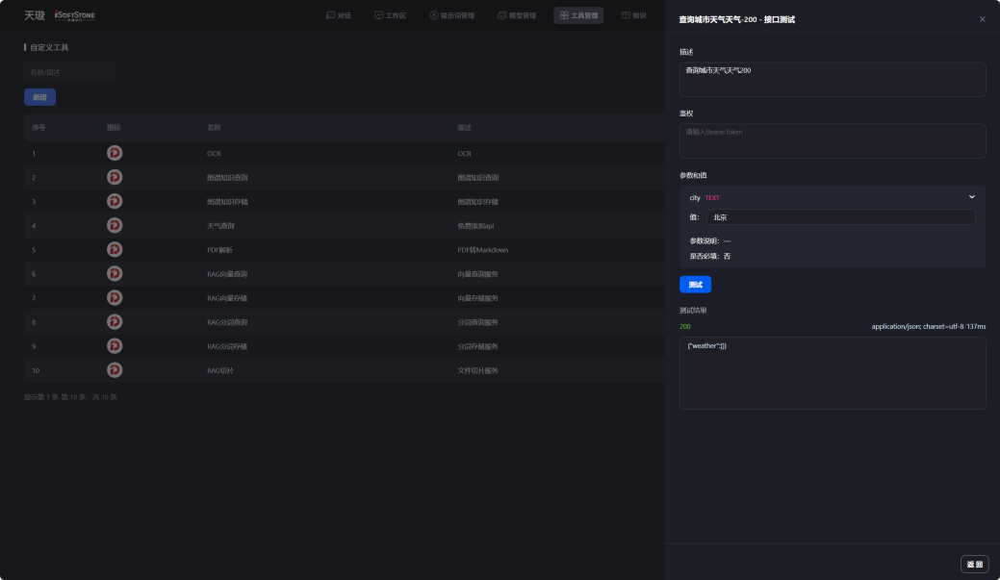 天璇 iSoftStone
对话 工作区 提示词管理 模型管理 工具管理 知识
自定义工具
名称/描述
新增
序号 图标 名称 描述
1 OCR OCR
2 图谱知识查询 图谱知识查询
3 图谱知识存储 图谱知识存储
4 天气查询 免费添加api
5 PDF解析 PDF转Markdown
6 RAG向量查询 向量查询服务
7 RAG向量存储 向量存储服务
8 RAG分词查询 分词查询服务
9 RAG分词存储 分词存储服务
10 RAG切片 文件切片服务
显示第 1 条-第 10 条，共 10 条
查询城市天气天气-200 - 接口测试
描述
查询城市天气天气200
鉴权
请输入BearerToken
参数和值
city TEXT
值: 北京
参数说明: —
是否必填: 否
测试
测试结果
200 application/json; charset=utf-8 137ms
{"weather":[]}
返回